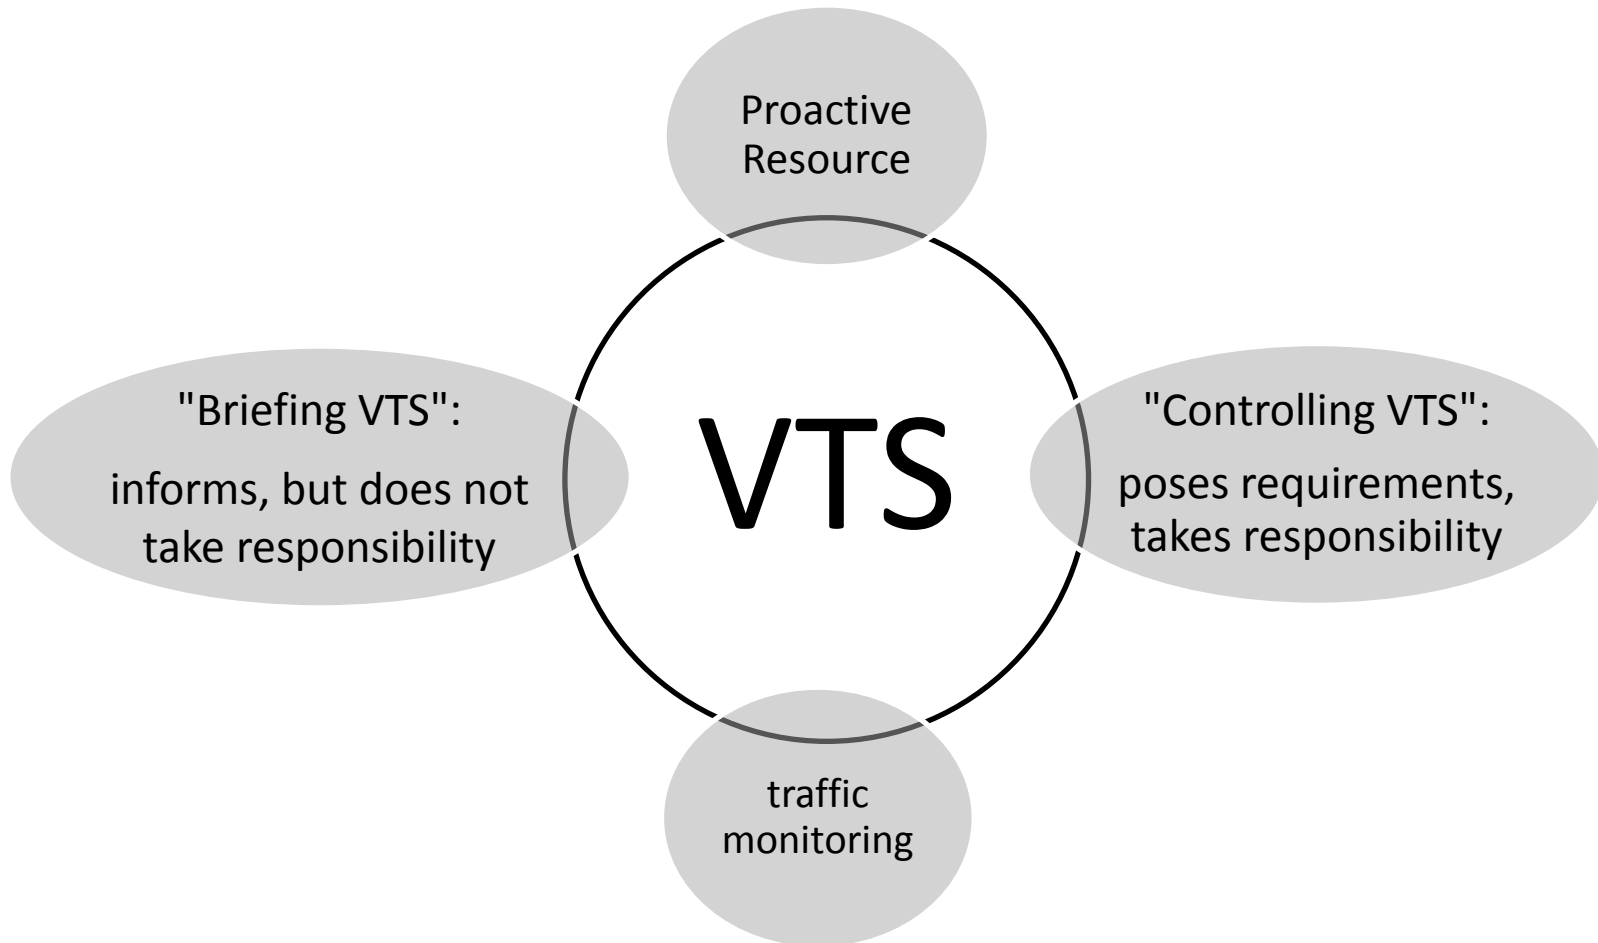 Proactive
Resource
"Briefing VTS":
informs, but does not
take responsibility
VTS
"Controlling VTS":
poses requirements,
takes responsibility
traffic
monitoring